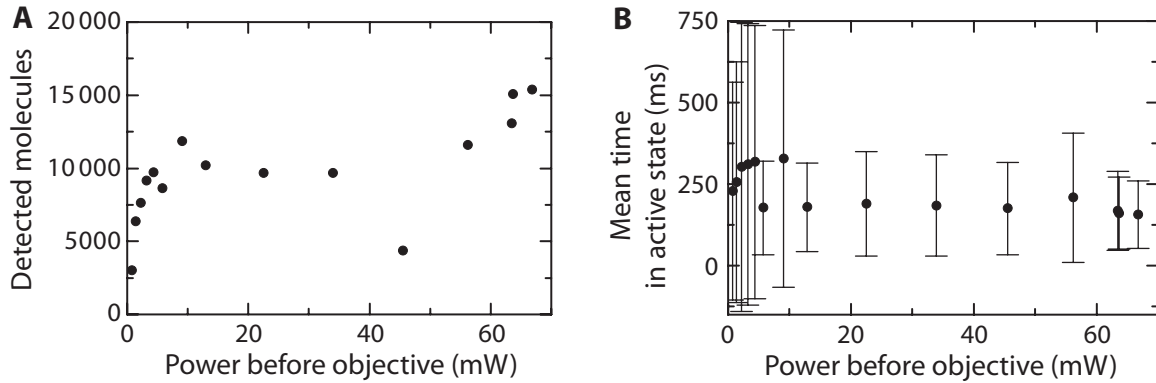 A
20 000
15 000
10 000
5000
0
Detected molecules
0 20 40 60
Power before objective (mW)
B
750
500
250
0
Mean time
in active state (ms)
0 20 40 60
Power before objective (mW)